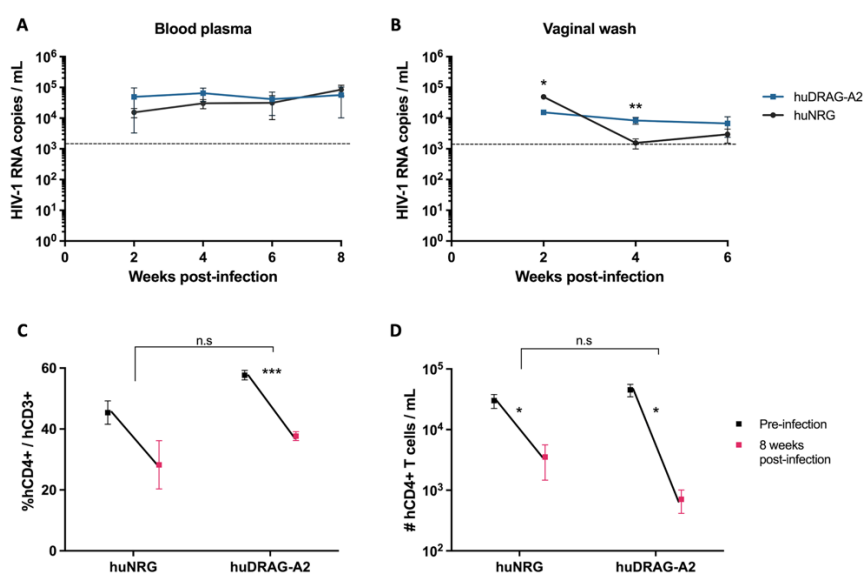 A
Blood plasma
HIV-1 RNA copies / mL
10⁶
10⁵
10⁴
10³
10²
10¹
10⁰
0
2
4
6
8
Weeks post-infection
B
Vaginal wash
HIV-1 RNA copies / mL
10⁶
10⁵
10⁴
10³
10²
10¹
10⁰
*
**
0
2
4
6
Weeks post-infection
huDRAG-A2
huNRG
C
n.s
%hCD4+ / hCD3+
60
40
20
0
***
huNRG
huDRAG-A2
D
n.s
# hCD4+ T cells / mL
10⁵
10⁴
10³
10²
*
*
huNRG
huDRAG-A2
Pre-infection
8 weeks
post-infection